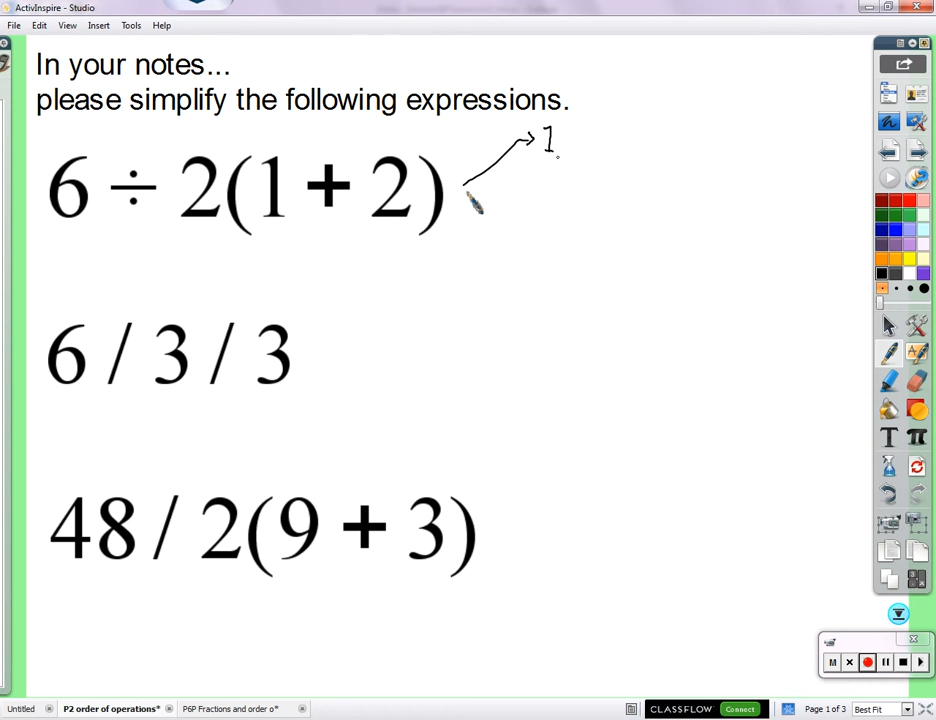 ActivInspire - Studio
File Edit View Insert Tools Help
In your notes...
please simplify the following expressions.
6 ÷ 2(1 + 2) 1
6 / 3 / 3
48 / 2(9 + 3)
Untitled P2 order of operations* P6P Fractions and order o* CLASSFLOW Connect Page 1 of 3 Best Fit